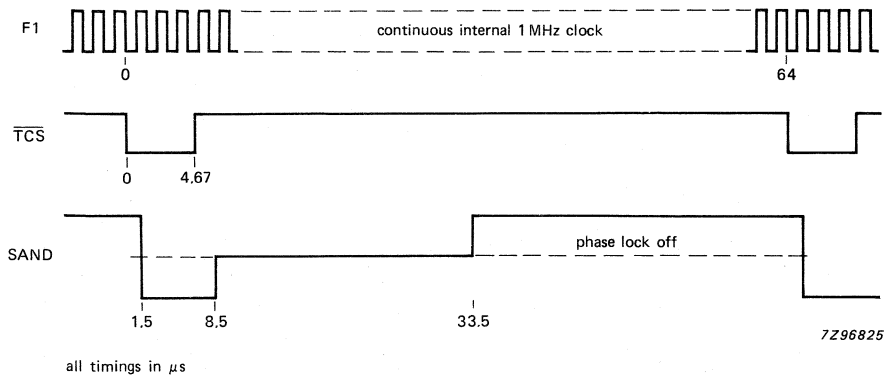 F1
continuous internal 1 MHz clock
0
64
TCS
0
4.67
SAND
phase lock off
1.5
8.5
33.5
7Z96825
all timings in μs